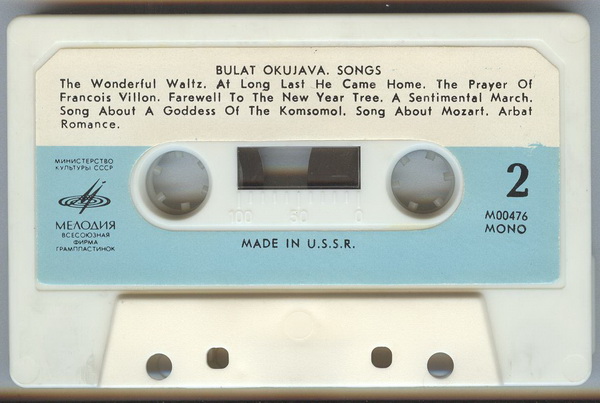 BULAT OKUJAVA. SONGS
The Wonderful Waltz. At Long Last He Came Home. The Prayer Of
Francois Villon. Farewell To The New Year Tree. A Sentimental March.
Song About A Goddess Of The Komsomol. Song About Mozart. Arbat
Romance.
МИНИСТЕРСТВО
КУЛЬТУРЫ СССР
МЕЛОДИЯ
ВСЕСОЮЗНАЯ
ФИРМА
ГРАМПЛАСТИНОК
100 50 0
MADE IN U.S.S.R.
2
М00476
MONO